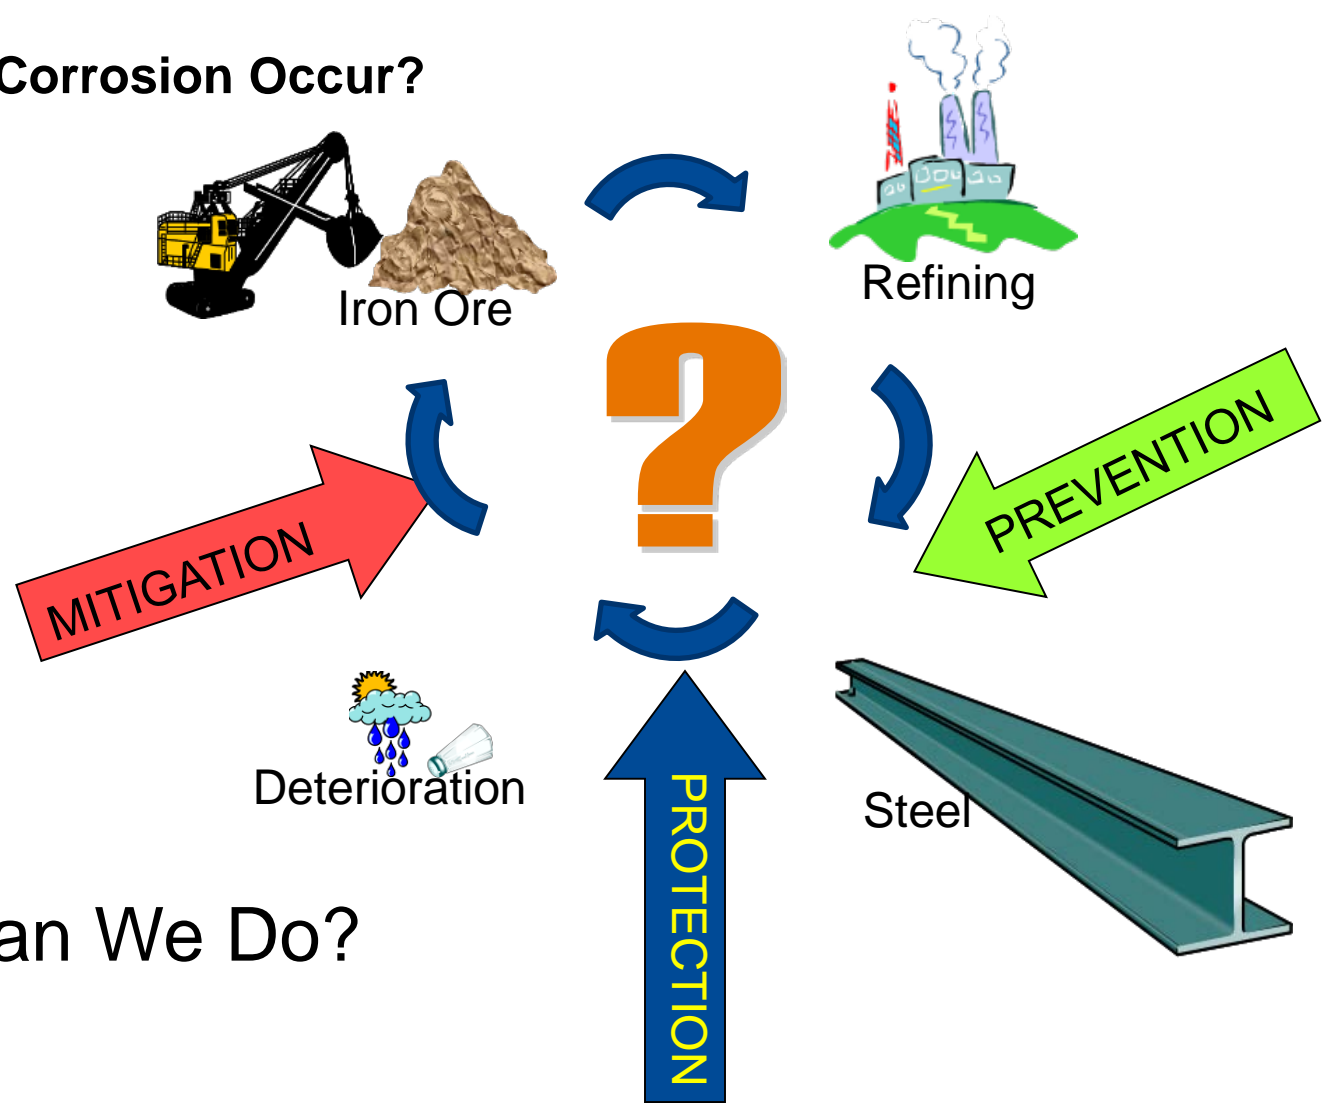 Corrosion Occur?
Iron Ore
Refining
?
PREVENTION
MITIGATION
Deterioration
Steel
PROTECTION
an We Do?